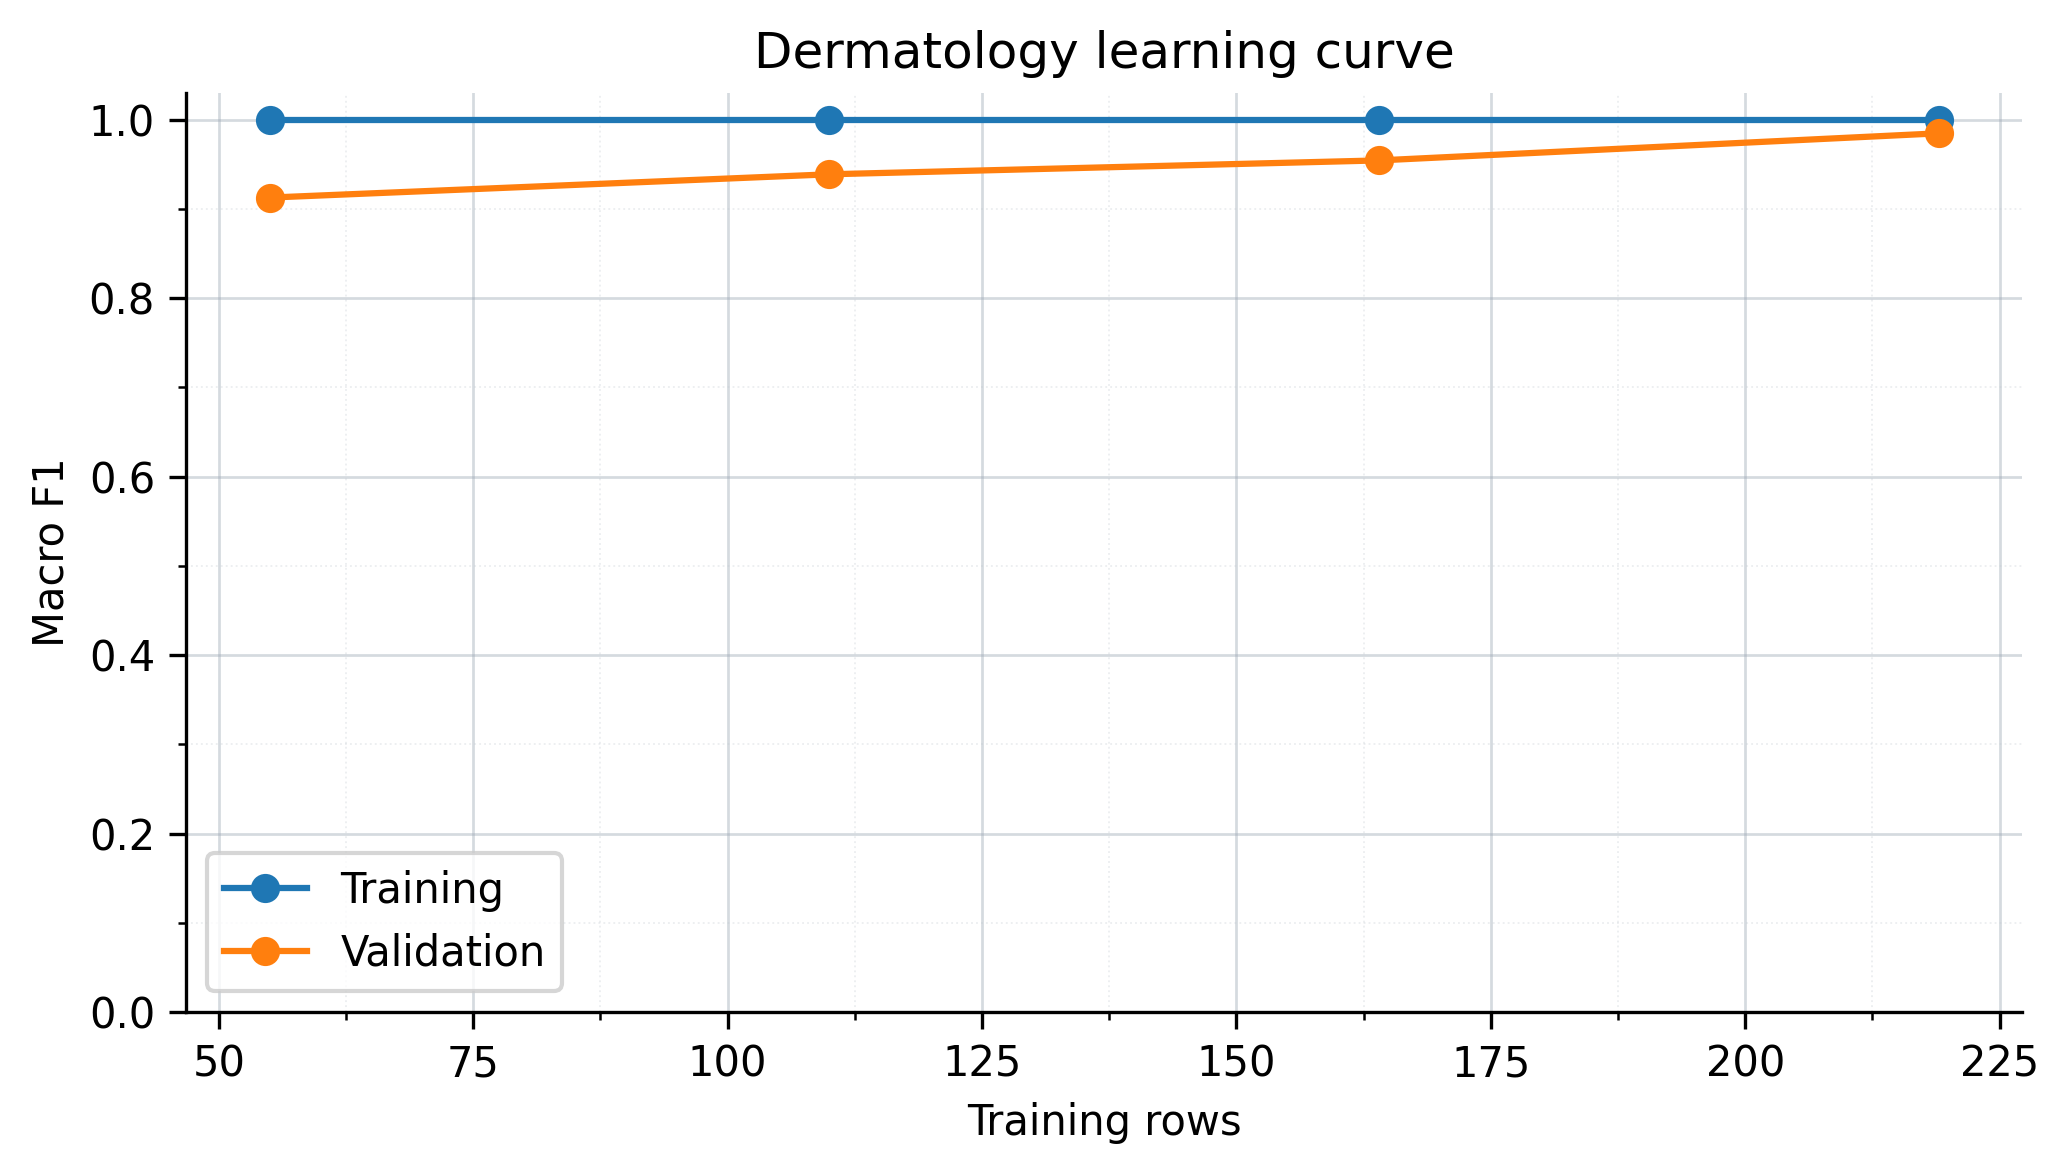 Dermatology learning curve
1.0
0.8
0.6
0.4
0.2
0.0
Macro F1
Training
Validation
50 75 100 125 150 175 200 225
Training rows